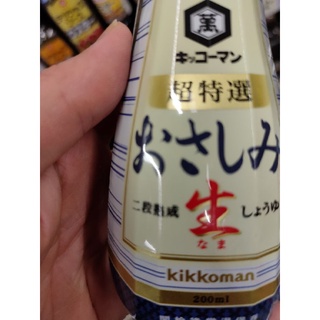 萬
キッコーマン
超特選
おさしみ
二段熟成 生 しょうゆ
なま
kikkoman
200ml